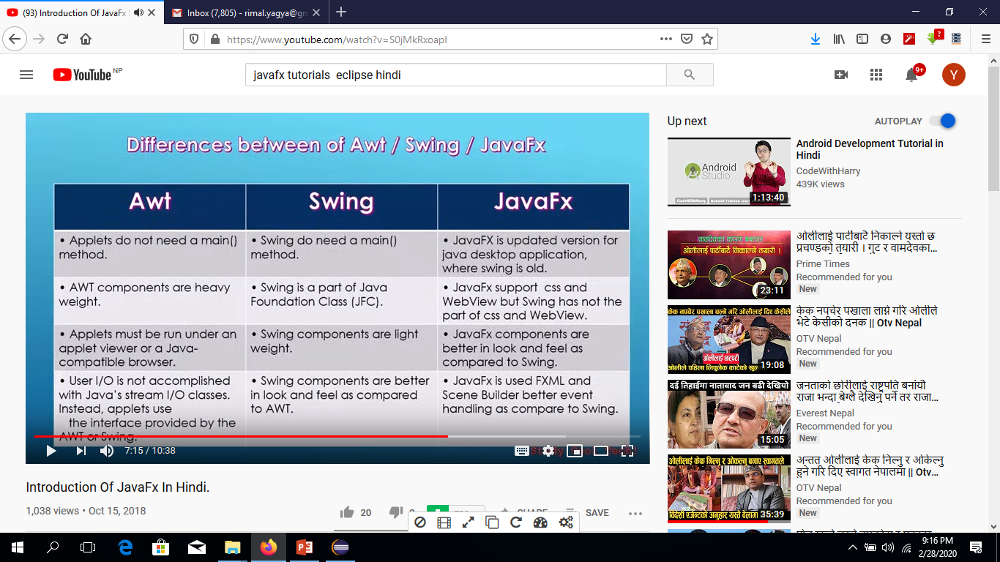 (93) Introduction Of JavaFx I
Inbox (7,805) - rimal.yagya@gm
https://www.youtube.com/watch?v=S0jMkRxoapI
YouTube NP
javafx tutorials  eclipse hindi
9+
Y
Differences between of Awt / Swing / JavaFx
Awt
Swing
JavaFx
• Applets do not need a main()
method.
• Swing do need a main()
method.
• JavaFX is updated version for
java desktop application,
where swing is old.
• AWT components are heavy
weight.
• Swing is a part of Java
Foundation Class (JFC).
• JavaFx support  css and
WebView but Swing has not the
part of css and WebView.
• Applets must be run under an
applet viewer or a Java-
compatible browser.
• Swing components are light
weight.
• JavaFx components are
better in look and feel as
compared to Swing.
• User I/O is not accomplished
with Java's stream I/O classes.
Instead, applets use
the interface provided by the
AWT or Swing.
• Swing components are better
in look and feel as compared
to AWT.
• JavaFx is used FXML and
Scene Builder better event
handling as compare to Swing.
7:15 / 10:38
Introduction Of JavaFx In Hindi.
1,038 views • Oct 15, 2018
20
SHARE
SAVE
Up next
AUTOPLAY
Android
Studio
CodeWithHarry
1:13:40
Android Development Tutorial in
Hindi
CodeWithHarry
439K views
वामदेवका कारण
ओलीलाई पार्टीबाटै निकाल्ने तयारी !
23:11
ओलीलाई पार्टीबाटै निकाल्ने यस्तो छ
प्रचण्डको तयारी । गुट र वामदेवका...
Prime Times
Recommended for you
New
केक नपचेर पखाला चल्ने गरि ओलीलाई दिए केसीले
ओलीलाई छट्पटी
ओलीले पहिला लिपुलेक काटेको खुलासा
19:08
केक नपचेर पखाला लाग्ने गरि ओलीले
भेटे केसीको दनक || Otv Nepal
OTV Nepal
Recommended for you
New
दई तिहाईमा नातावाद जन बढी देखियो
15:05
जनताको छोरीलाई राष्ट्रपति बनायौ
राजा भन्दा बेग्लै देखिनु पर्ने तर राजा...
Everest Nepal
Recommended for you
New
ओलीलाई केक निल्नु र ओकल्नु बनाए स्वागतले
विदेशी एजेन्टको अनुहार यस्तै बेलामा
35:39
अन्तत ओलीलाई केक निल्नु र ओकेल्नु
हुने गरि दिए स्वागत नेपालमा || Otv...
OTV Nepal
Recommended for you
New
9:16 PM
2/28/2020